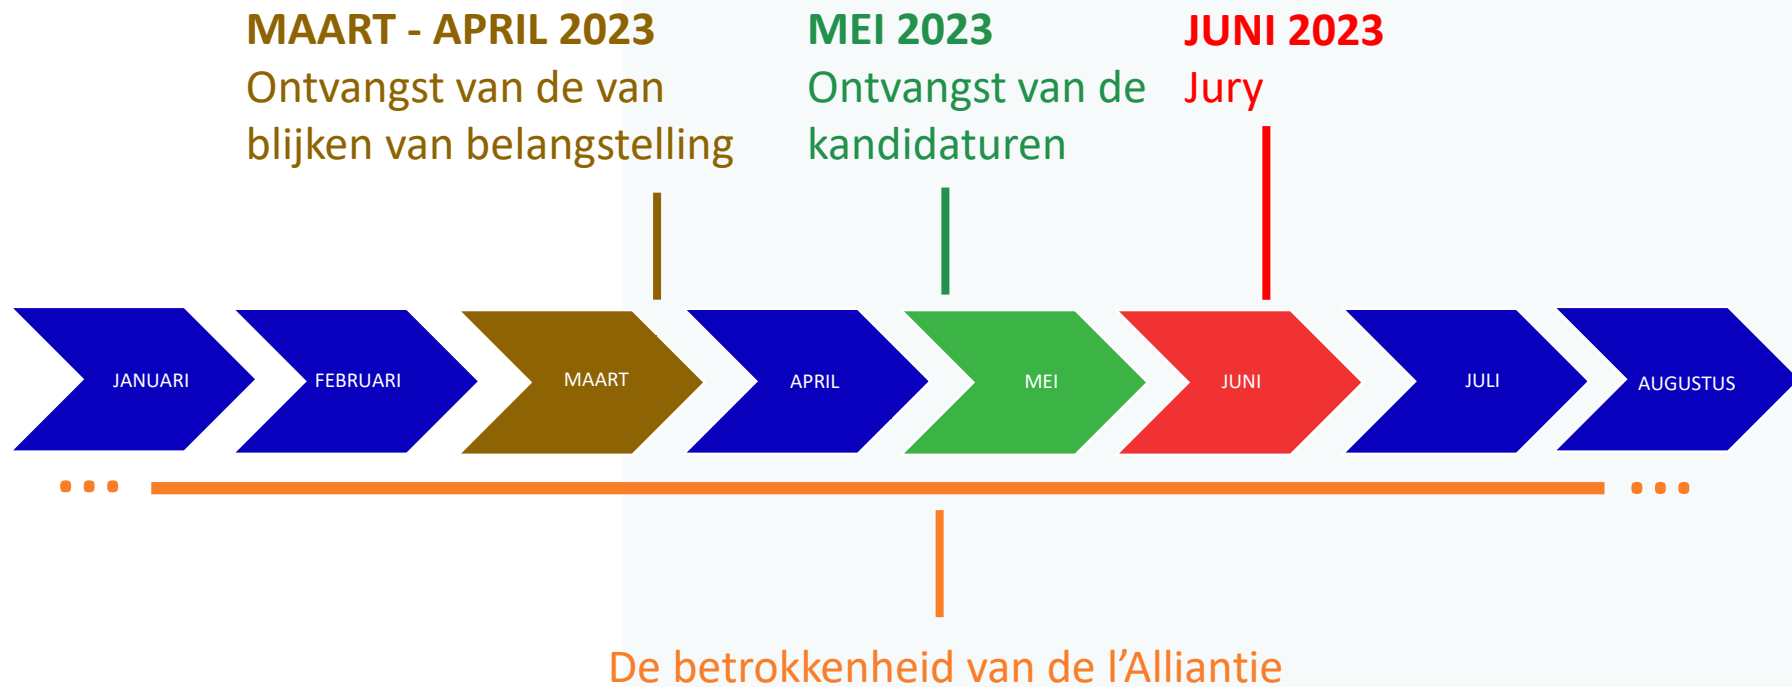 MAART - APRIL 2023
Ontvangst van de van
blijken van belangstelling
MEI 2023
Ontvangst van de
kandidaturen
JUNI 2023
Jury
JANUARI
FEBRUARI
MAART
APRIL
MEI
JUNI
JULI
AUGUSTUS
De betrokkenheid van de l’Alliantie